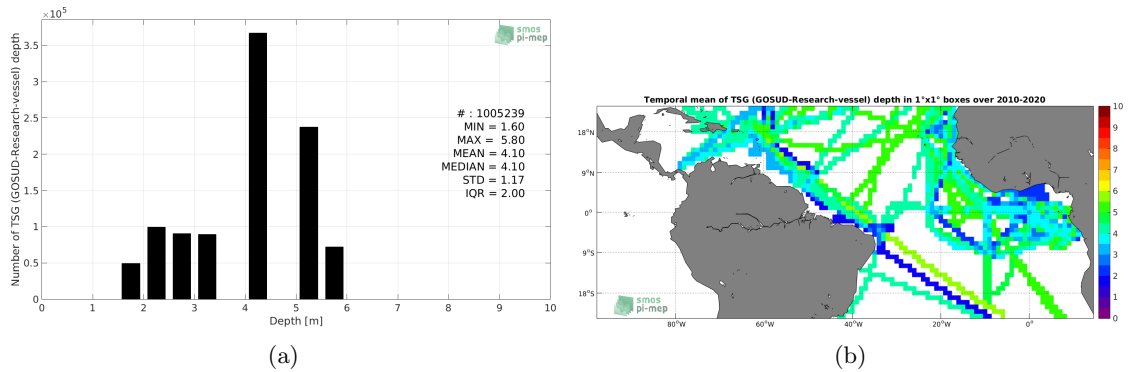 ×10⁵
smos
pi-mep
3.5
3
2.5
2
1.5
1
0.5
0
Number of TSG (GOSUD-Research-vessel) depth
# : 1005239
MIN = 1.60
MAX = 5.80
MEAN = 4.10
MEDIAN = 4.10
STD = 1.17
IQR = 2.00
0 1 2 3 4 5 6 7 8 9 10
Depth [m]
(a)
Temporal mean of TSG (GOSUD-Research-vessel) depth in 1°x1° boxes over 2010-2020
18°N
9°N
0°
9°S
18°S
80°W 60°W 40°W 20°W 0°
smos
pi-mep
10
9
8
7
6
5
4
3
2
1
0
(b)